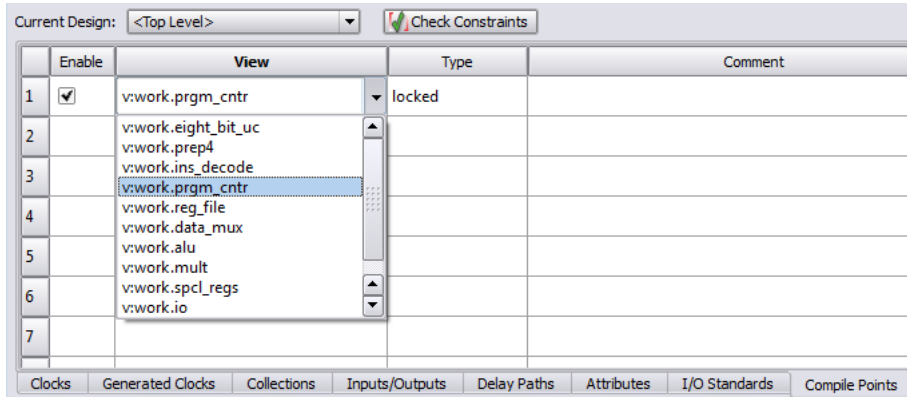 Current Design: <Top Level> Check Constraints
Enable View Type Comment
1 v:work.prgm_cntr locked
v:work.eight_bit_uc
2
v:work.prep4
v:work.ins_decode
3
v:work.prgm_cntr
v:work.reg_file
4
v:work.data_mux
v:work.alu
5
v:work.mult
v:work.spcl_regs
6
v:work.io
7
Clocks Generated Clocks Collections Inputs/Outputs Delay Paths Attributes I/O Standards Compile Points